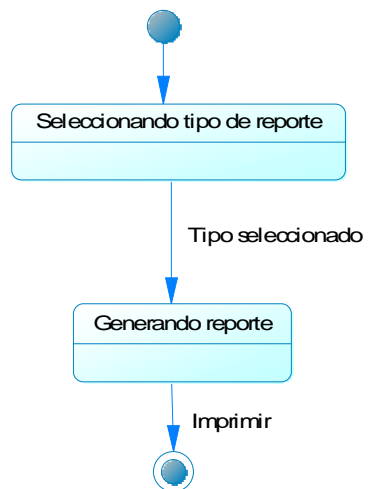 Seleccionando tipo de reporte
Tipo seleccionado
Generando reporte
Imprimir